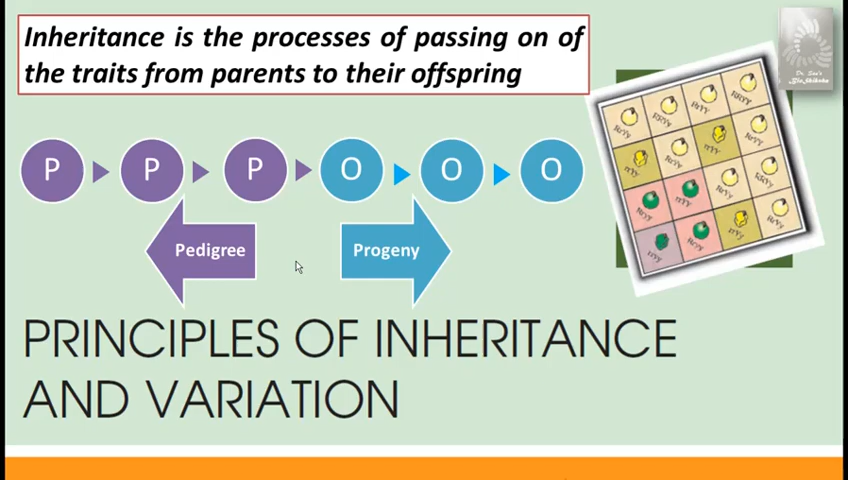 Inheritance is the processes of passing on of
the traits from parents to their offspring
P P P O O O
Pedigree
Progeny
PRINCIPLES OF INHERITANCE
AND VARIATION